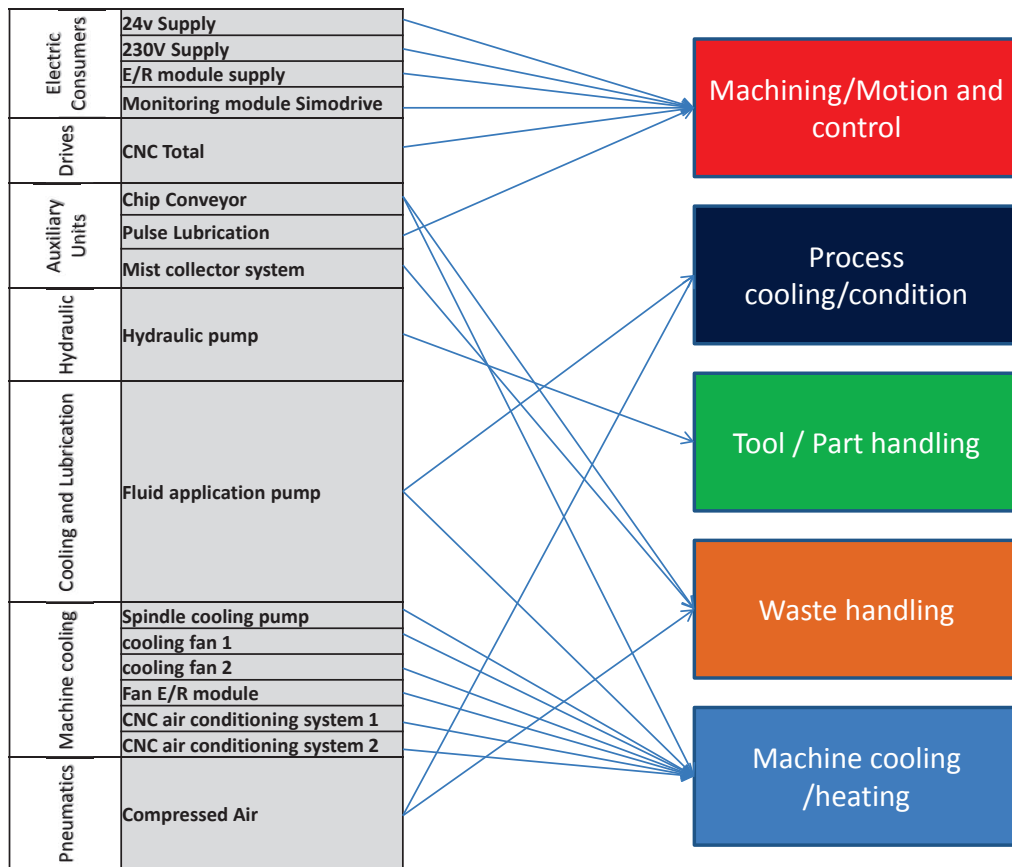 Electric
Consumers
24v Supply
230V Supply
E/R module supply
Monitoring module Simodrive
Drives
CNC Total
Auxiliary
Units
Chip Conveyor
Pulse Lubrication
Mist collector system
Hydraulic
Hydraulic pump
Cooling and Lubrication
Fluid application pump
Machine cooling
Spindle cooling pump
cooling fan 1
cooling fan 2
Fan E/R module
CNC air conditioning system 1
CNC air conditioning system 2
Pneumatics
Compressed Air
Machining/Motion and
control
Process
cooling/condition
Tool / Part handling
Waste handling
Machine cooling
/heating